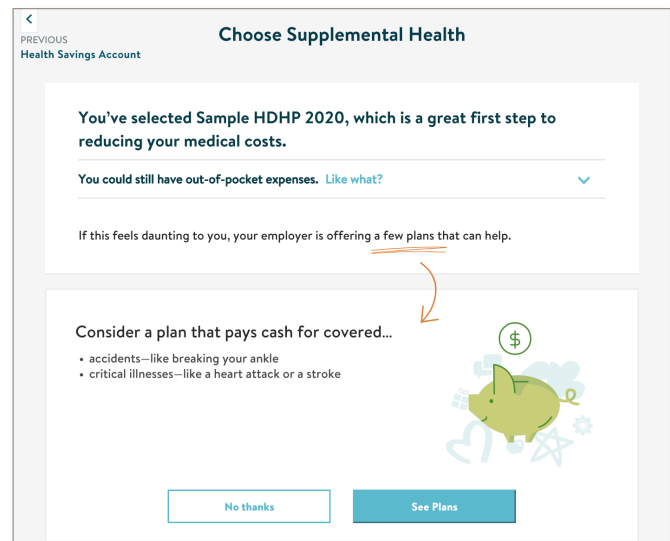 PREVIOUS
Health Savings Account
Choose Supplemental Health
You’ve selected Sample HDHP 2020, which is a great first step to
reducing your medical costs.
You could still have out-of-pocket expenses. Like what?
If this feels daunting to you, your employer is offering a few plans that can help.
Consider a plan that pays cash for covered...
• accidents—like breaking your ankle
• critical illnesses—like a heart attack or a stroke
$
No thanks
See Plans